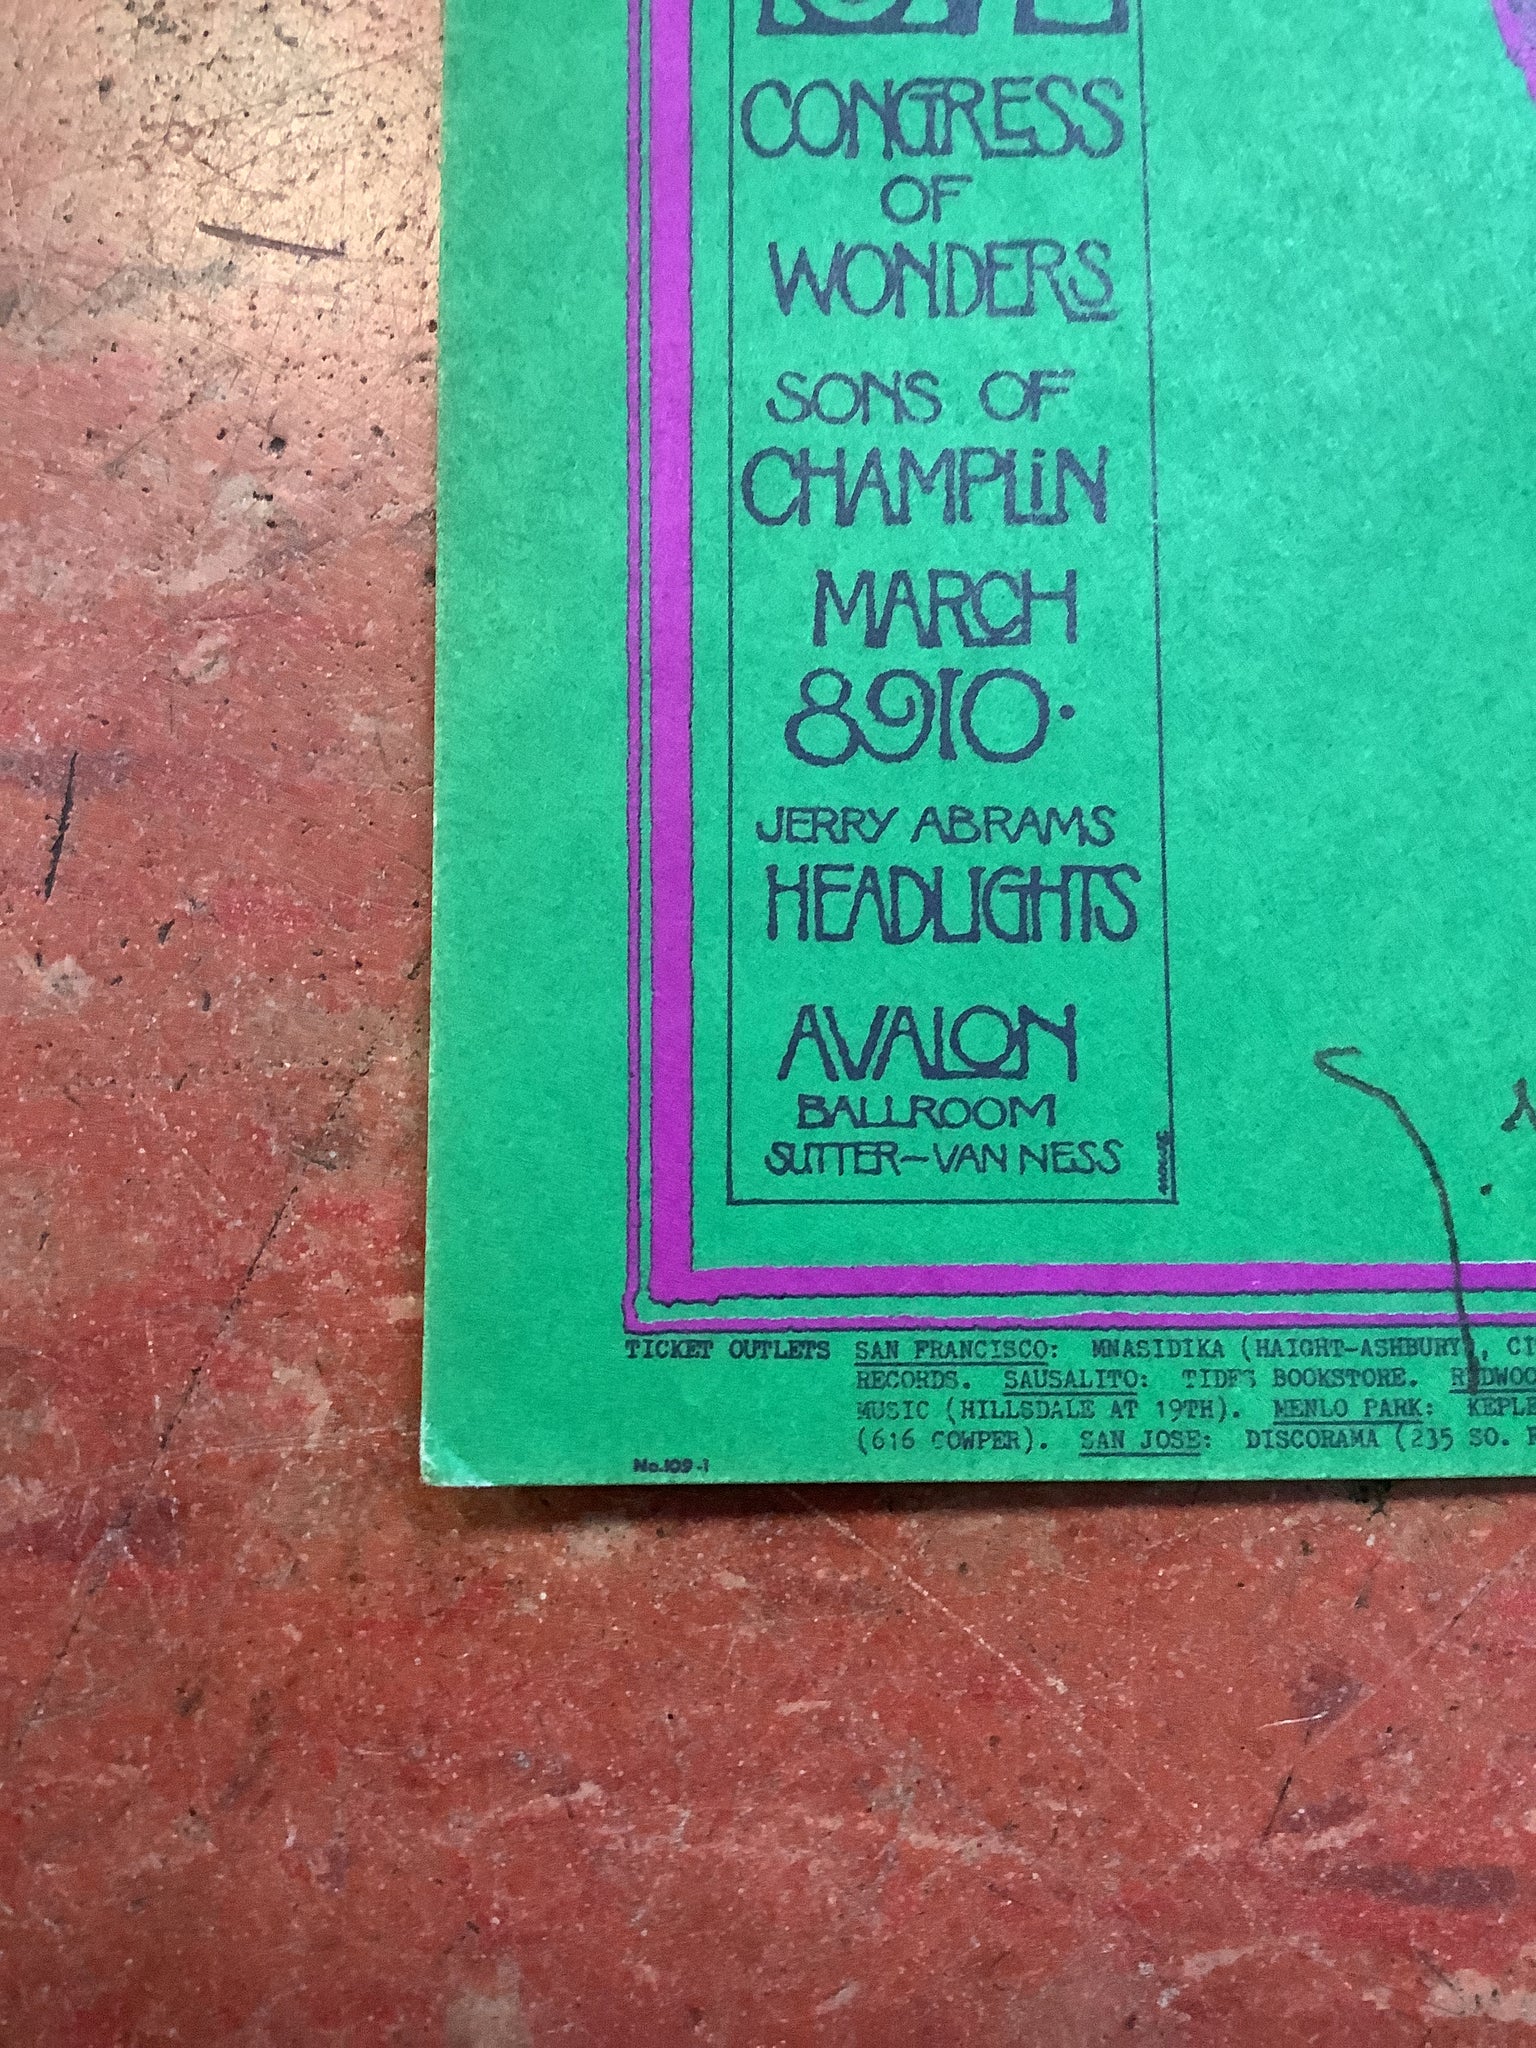 CONGRESS
OF
WONDERS
SONS OF
CHAMPLiN
MARCH
8 9 10 ·
JERRY ABRAMS
HEADLIGHTS
AVALON
BALLROOM
SUTTER-VAN NESS
TICKET OUTLETS SAN FRANCISCO: MNASIDIKA (HAIGHT-ASHBURY),
RECORDS. SAUSALITO: TIDES BOOKSTORE.
MUSIC (HILLSDALE AT 19TH). MENLO PARK:
(616 COWPER). SAN JOSE: DISCORAMA (235 SO.
No.109-1